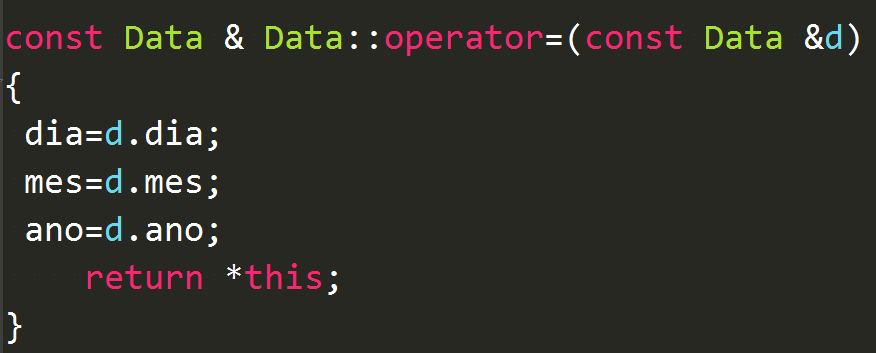 const Data & Data::operator=(const Data &d)
{
 dia=d.dia;
 mes=d.mes;
 ano=d.ano;
    return *this;
}